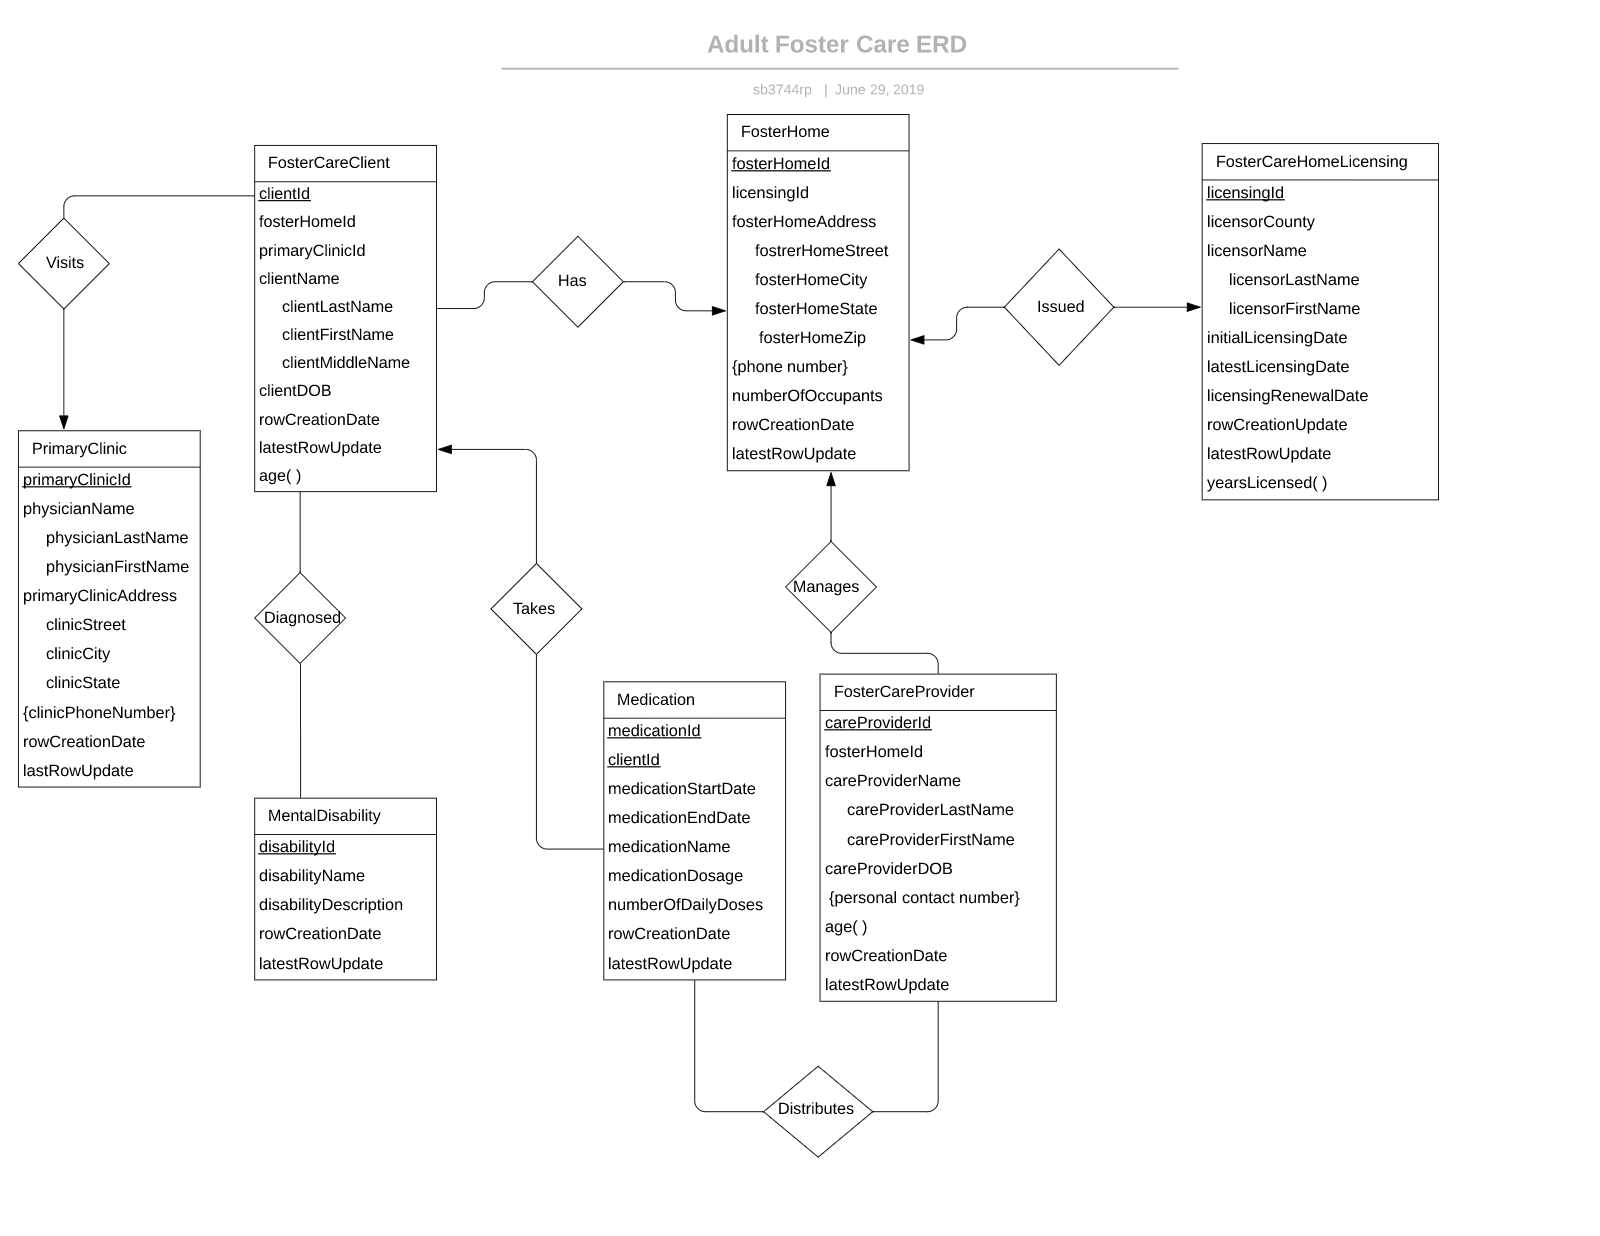 Adult Foster Care ERD
sb3744rp | June 29, 2019
FosterCareClient
clientId
fosterHomeId
primaryClinicId
clientName
clientLastName
clientFirstName
clientMiddleName
clientDOB
rowCreationDate
latestRowUpdate
age( )
FosterHome
fosterHomeId
licensingId
fosterHomeAddress
fostrerHomeStreet
fosterHomeCity
fosterHomeState
fosterHomeZip
{phone number}
numberOfOccupants
rowCreationDate
latestRowUpdate
FosterCareHomeLicensing
licensingId
licensorCounty
licensorName
licensorLastName
licensorFirstName
initialLicensingDate
latestLicensingDate
licensingRenewalDate
rowCreationUpdate
latestRowUpdate
yearsLicensed( )
Visits
Has
Issued
PrimaryClinic
primaryClinicId
physicianName
physicianLastName
physicianFirstName
primaryClinicAddress
clinicStreet
clinicCity
clinicState
{clinicPhoneNumber}
rowCreationDate
lastRowUpdate
Diagnosed
Takes
Manages
MentalDisability
disabilityId
disabilityName
disabilityDescription
rowCreationDate
latestRowUpdate
Medication
medicationId
clientId
medicationStartDate
medicationEndDate
medicationName
medicationDosage
numberOfDailyDoses
rowCreationDate
latestRowUpdate
FosterCareProvider
careProviderId
fosterHomeId
careProviderName
careProviderLastName
careProviderFirstName
careProviderDOB
{personal contact number}
age( )
rowCreationDate
latestRowUpdate
Distributes